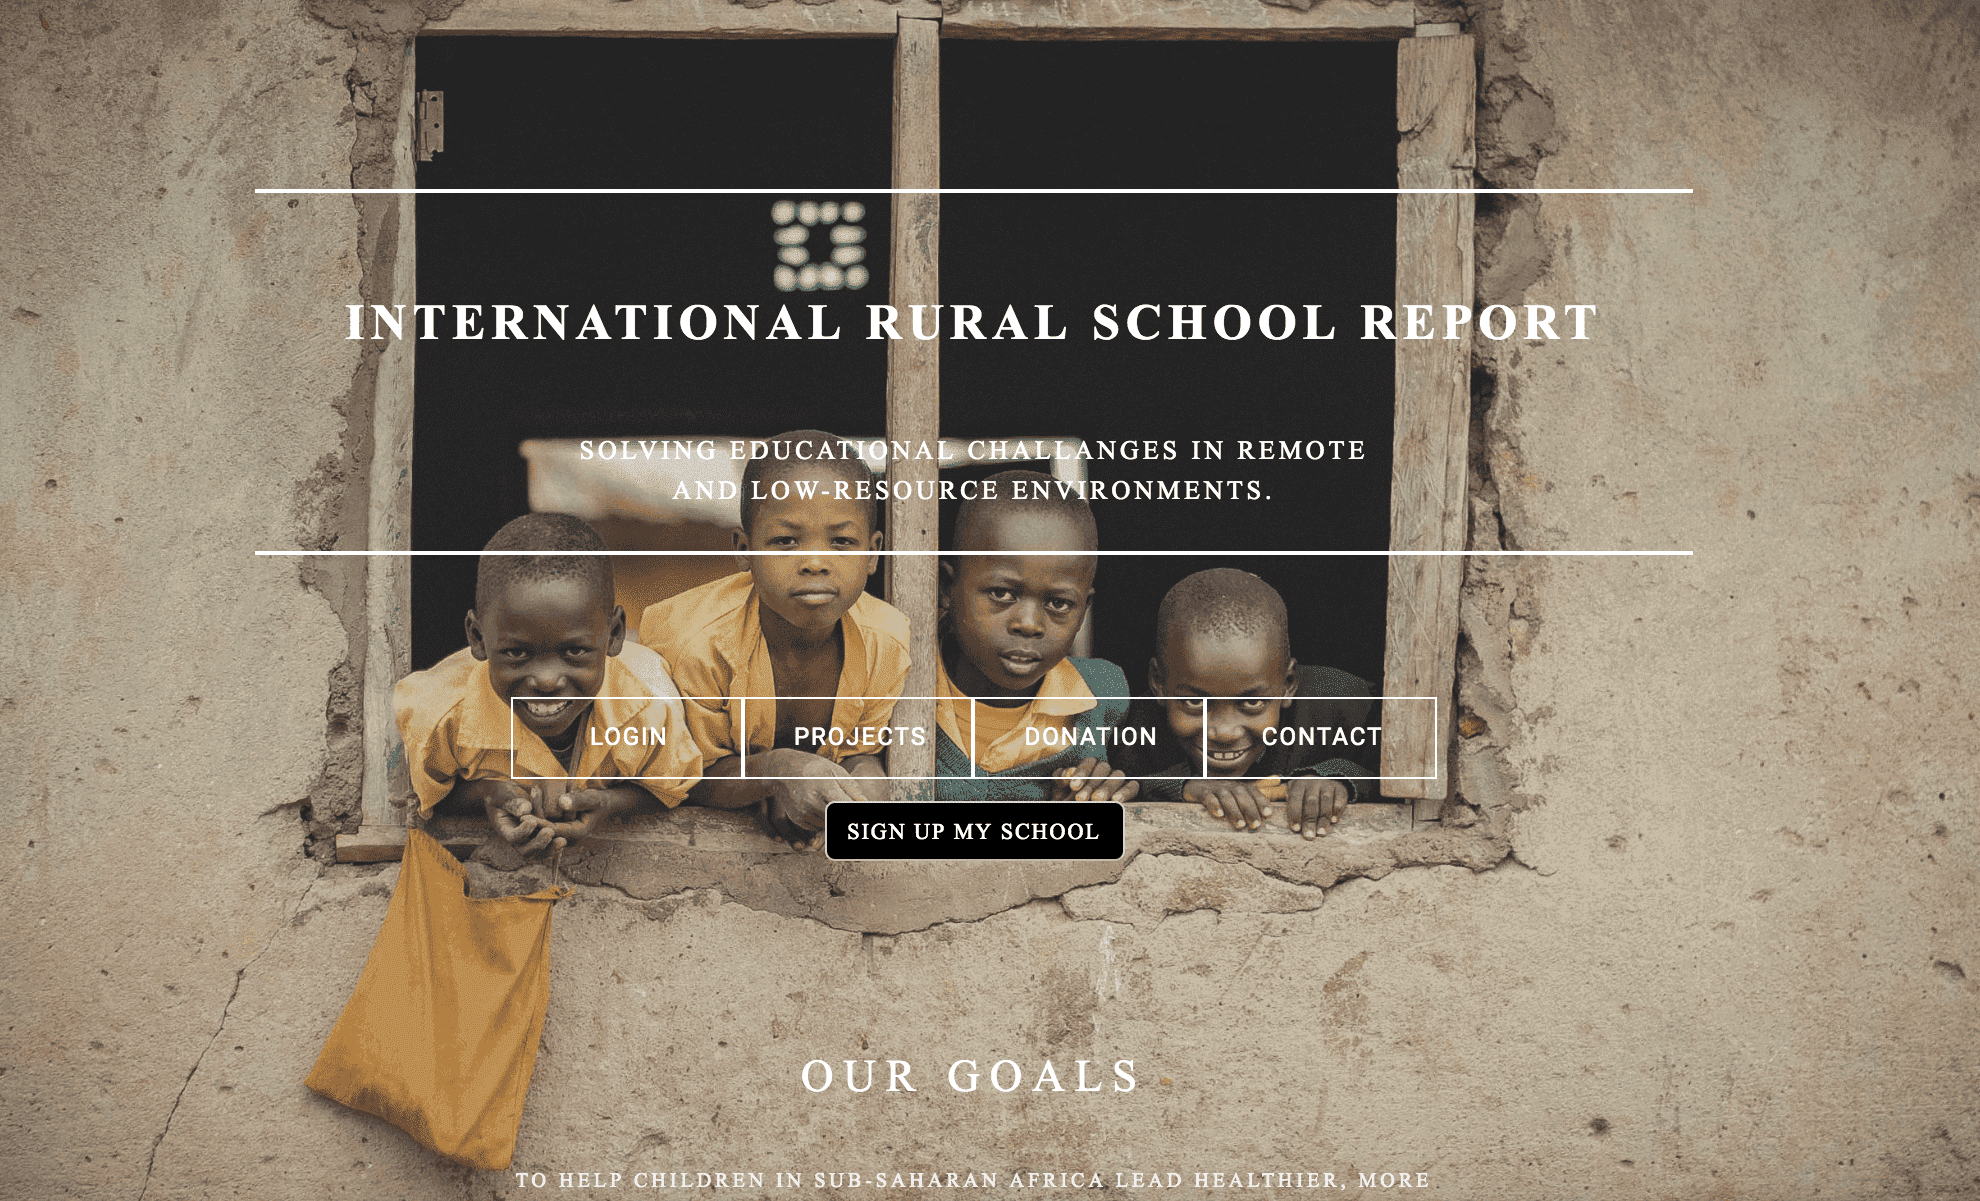 INTERNATIONAL RURAL SCHOOL REPORT
SOLVING EDUCATIONAL CHALLANGES IN REMOTE
AND LOW-RESOURCE ENVIRONMENTS.
LOGIN PROJECTS DONATION CONTACT
SIGN UP MY SCHOOL
OUR GOALS
TO HELP CHILDREN IN SUB-SAHARAN AFRICA LEAD HEALTHIER, MORE